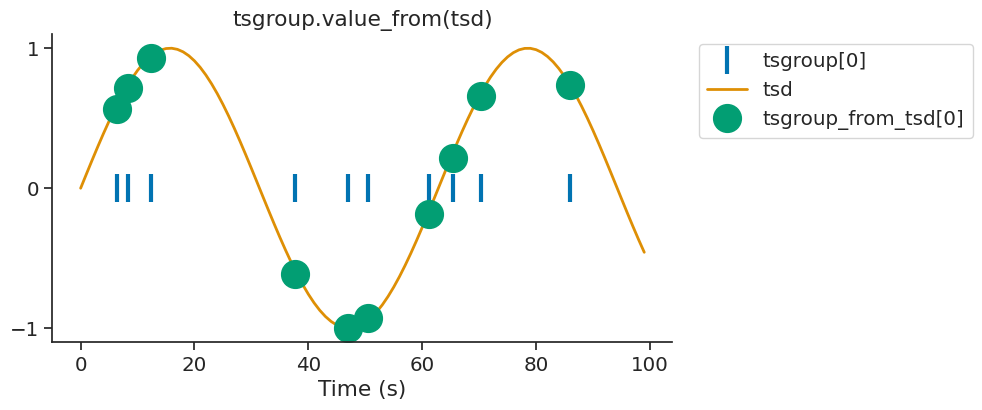 tsgroup.value_from(tsd)
1
0
−1
0 20 40 60 80 100
Time (s)
tsgroup[0]
tsd
tsgroup_from_tsd[0]